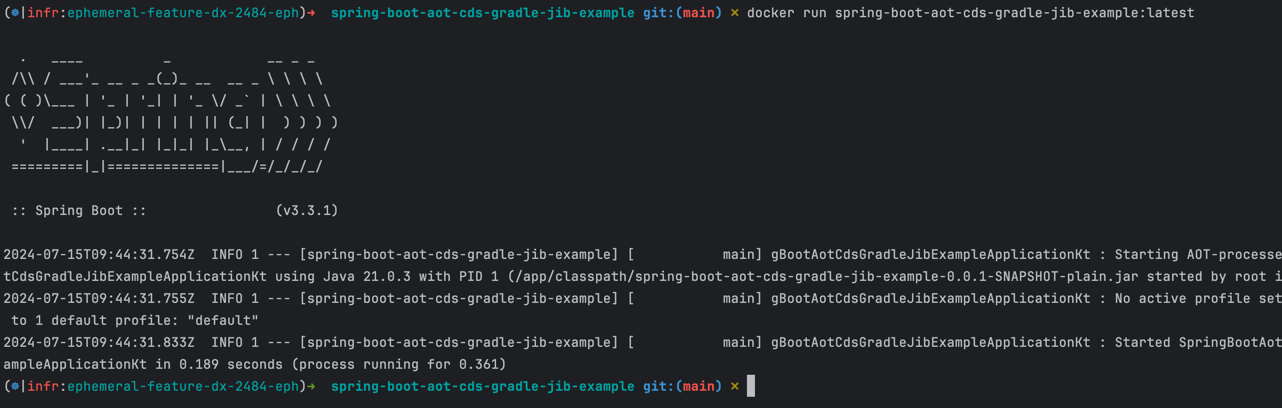 (⎈|infr:ephemeral-feature-dx-2484-eph)➜  spring-boot-aot-cds-gradle-jib-example git:(main) ✗ docker run spring-boot-aot-cds-gradle-jib-example:latest
  .   ____          _            __ _ _
 /\\ / ___'_ __ _ _(_)_ __  __ _ \ \ \ \
( ( )\___ | '_ | '_| | '_ \/ _` | \ \ \ \
 \\/  ___)| |_)| | | | | || (_| |  ) ) ) )
  '  |____| .__|_| |_|_| |_\__, | / / / /
 =========|_|==============|___/=/_/_/_/
 :: Spring Boot ::                (v3.3.1)
2024-07-15T09:44:31.754Z  INFO 1 --- [spring-boot-aot-cds-gradle-jib-example] [           main] gBootAotCdsGradleJibExampleApplicationKt : Starting AOT-processe
tCdsGradleJibExampleApplicationKt using Java 21.0.3 with PID 1 (/app/classpath/spring-boot-aot-cds-gradle-jib-example-0.0.1-SNAPSHOT-plain.jar started by root i
2024-07-15T09:44:31.755Z  INFO 1 --- [spring-boot-aot-cds-gradle-jib-example] [           main] gBootAotCdsGradleJibExampleApplicationKt : No active profile set
 to 1 default profile: "default"
2024-07-15T09:44:31.833Z  INFO 1 --- [spring-boot-aot-cds-gradle-jib-example] [           main] gBootAotCdsGradleJibExampleApplicationKt : Started SpringBootAot
ampleApplicationKt in 0.189 seconds (process running for 0.361)
(⎈|infr:ephemeral-feature-dx-2484-eph)➜  spring-boot-aot-cds-gradle-jib-example git:(main) ✗